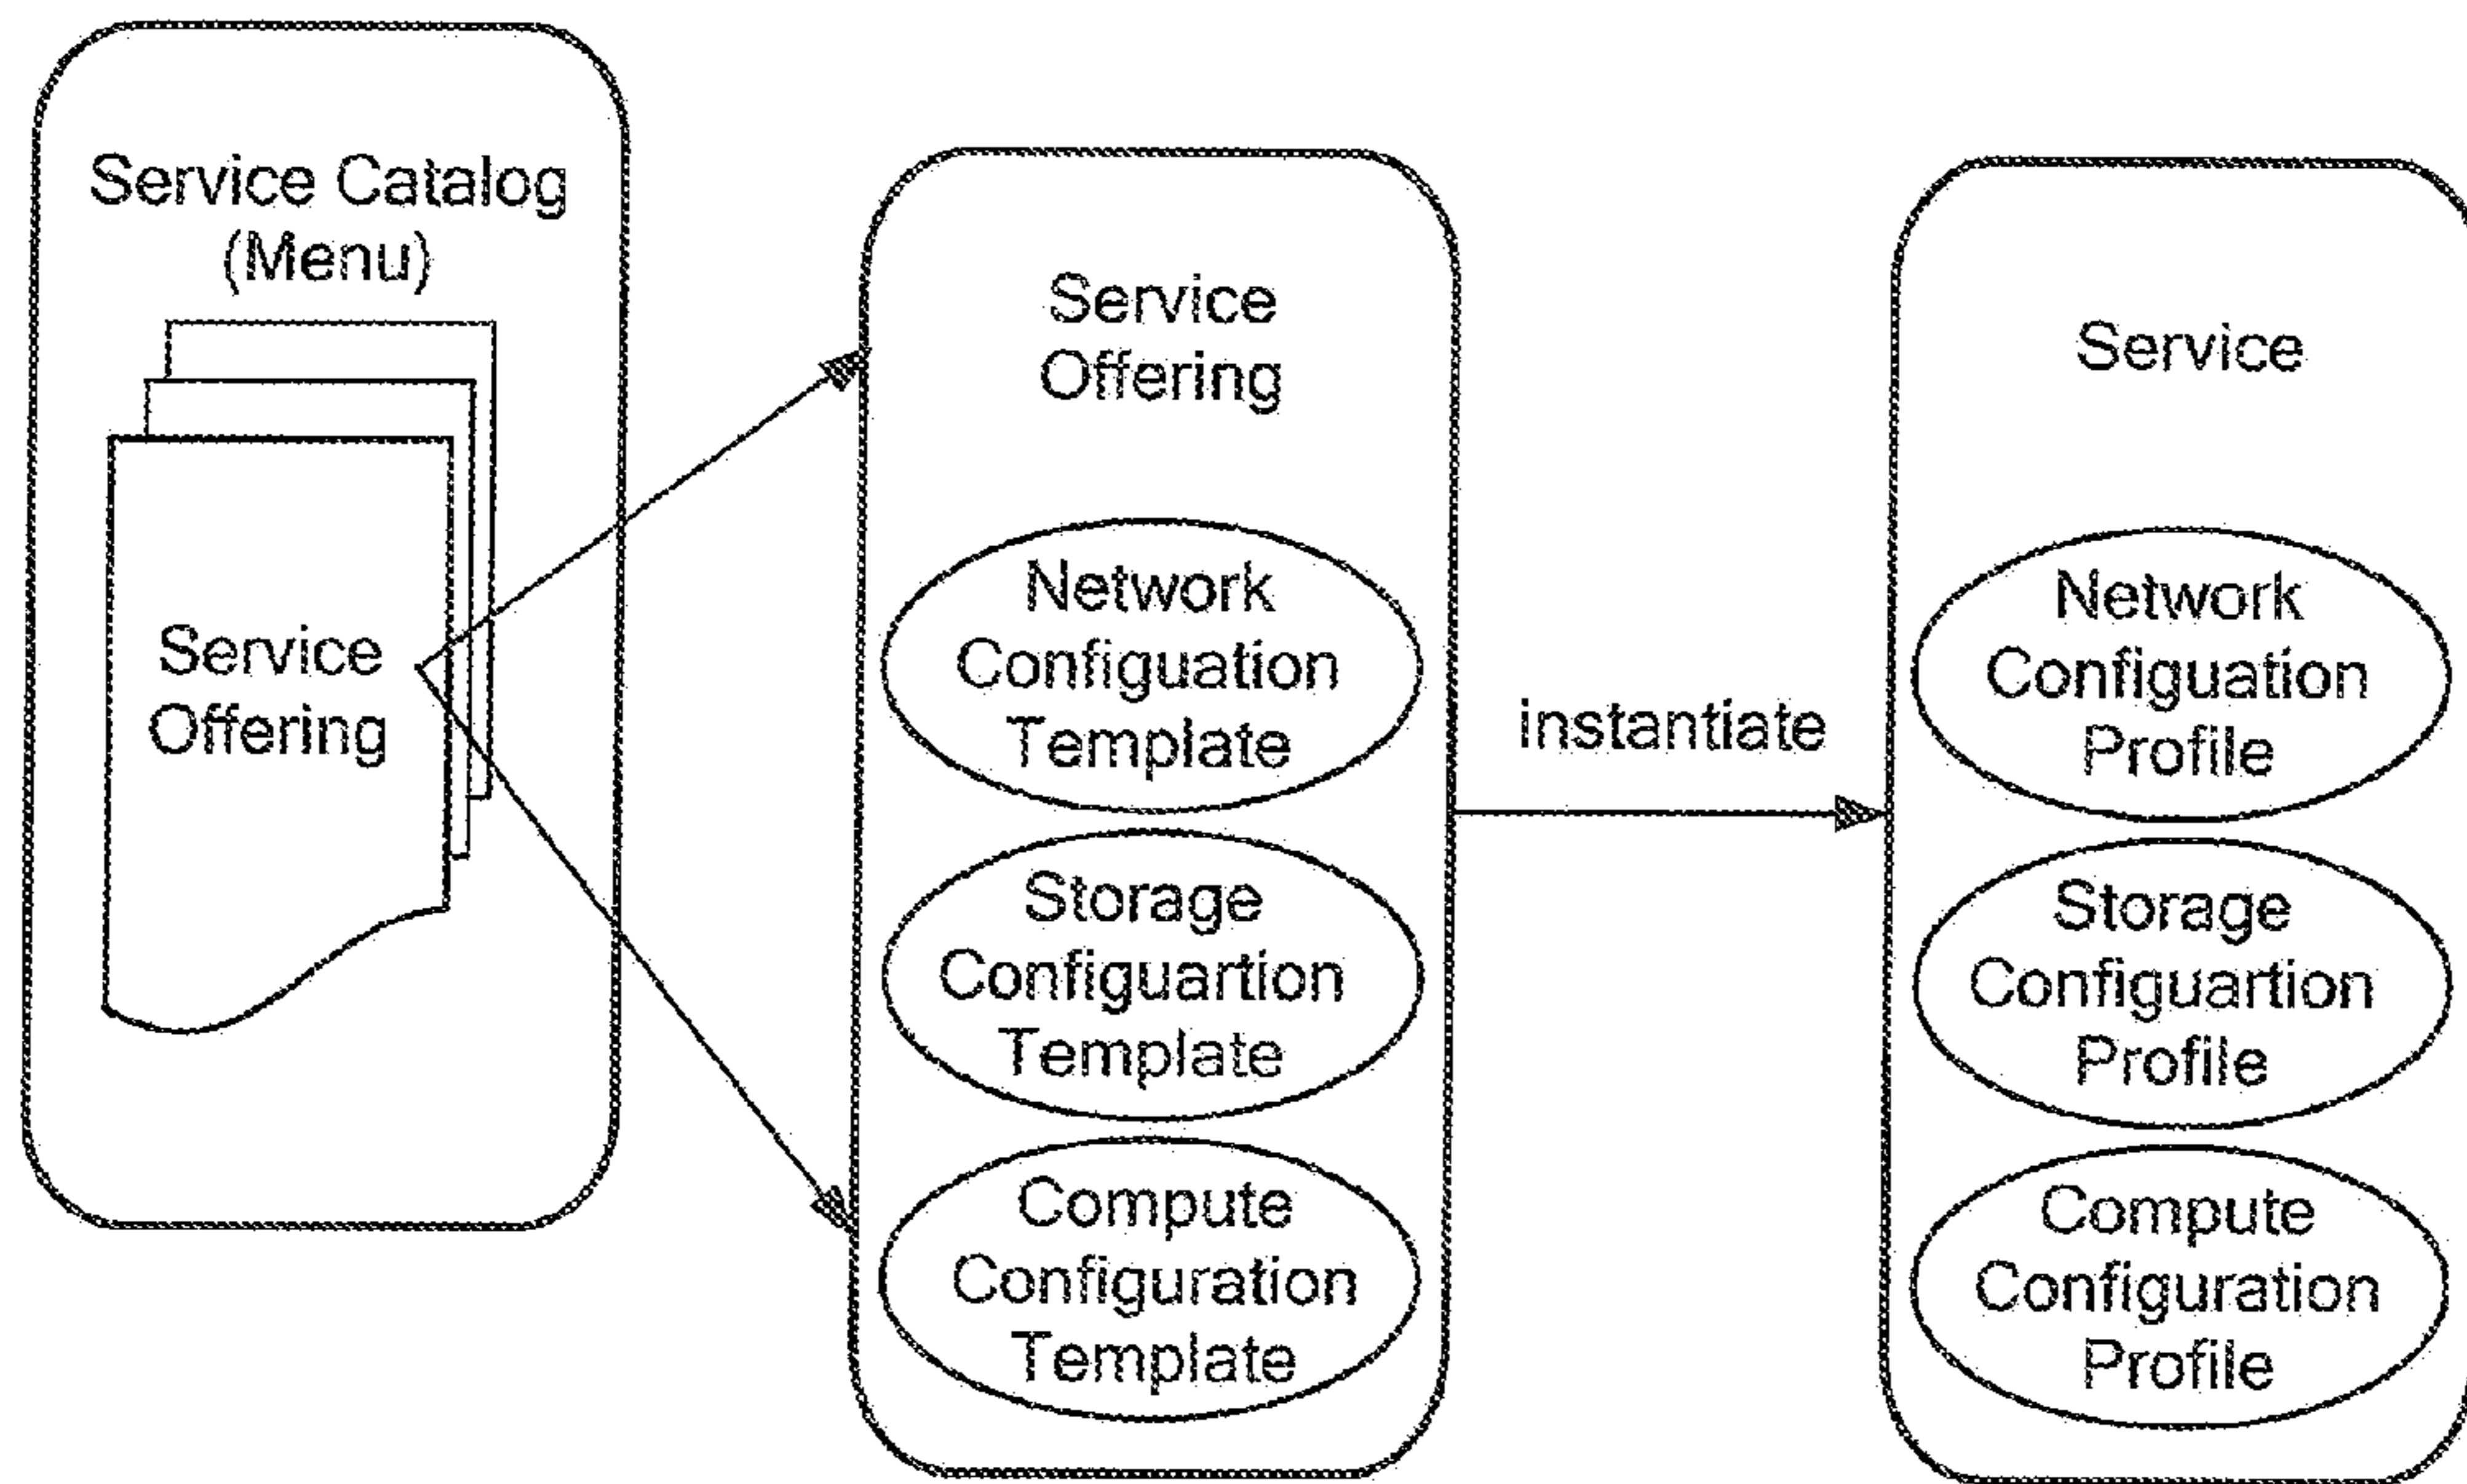 Service Catalog
(Menu)
Service
Offering
Service
Offering
Network
Configuation
Template
Storage
Configuartion
Template
Compute
Configuration
Template
instantiate
Service
Network
Configuation
Profile
Storage
Configuartion
Profile
Compute
Configuration
Profile